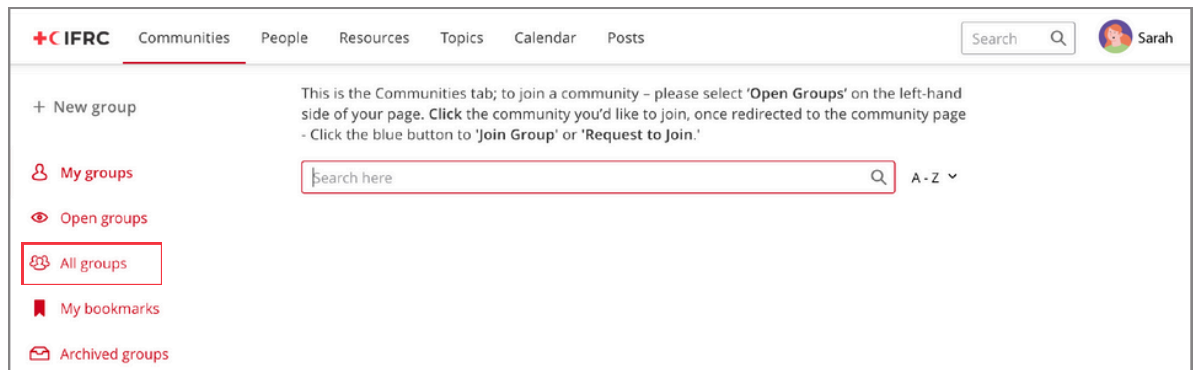 IFRC Communities People Resources Topics Calendar Posts Search Sarah
+ New group
This is the Communities tab; to join a community – please select 'Open Groups' on the left-hand
side of your page. Click the community you'd like to join, once redirected to the community page
- Click the blue button to 'Join Group' or 'Request to Join.'
My groups
Search here A - Z
Open groups
All groups
My bookmarks
Archived groups